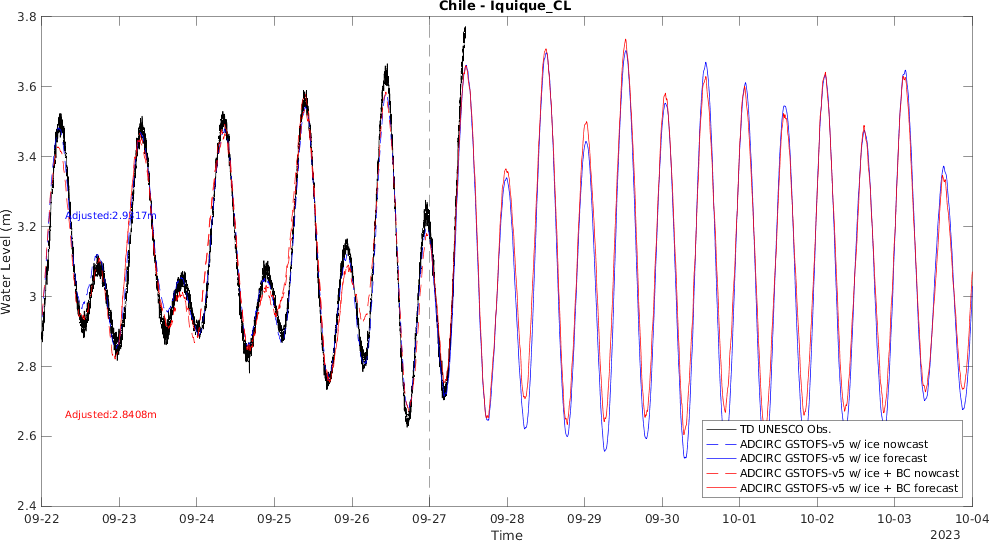 Chile - Iquique_CL
3.8
3.6
3.4
3.2
3
2.8
2.6
2.4
Water Level (m)
Adjusted:2.9517m
Adjusted:2.8408m
TD UNESCO Obs.
ADCIRC GSTOFS-v5 w/ ice nowcast
ADCIRC GSTOFS-v5 w/ ice forecast
ADCIRC GSTOFS-v5 w/ ice + BC nowcast
ADCIRC GSTOFS-v5 w/ ice + BC forecast
09-22 09-23 09-24 09-25 09-26 09-27 09-28 09-29 09-30 10-01 10-02 10-03 10-04
Time
2023